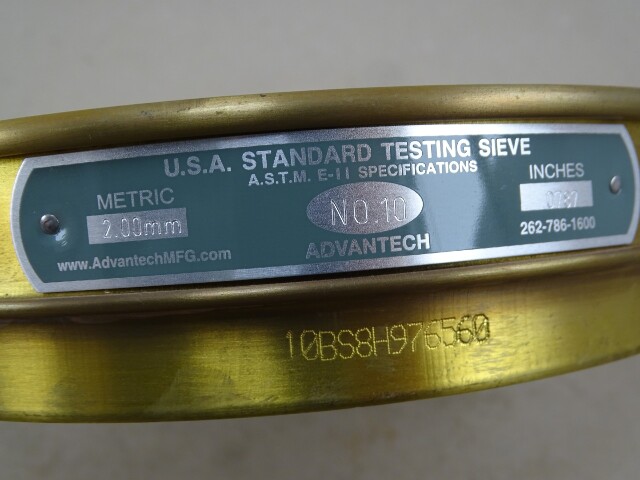 U.S.A. STANDARD TESTING SIEVE
A.S.T.M. E-11 SPECIFICATIONS
METRIC
2.00mm
NO.10
INCHES
.0787
www.AdvantechMFG.com
ADVANTECH
262-786-1600
10BS8H976560